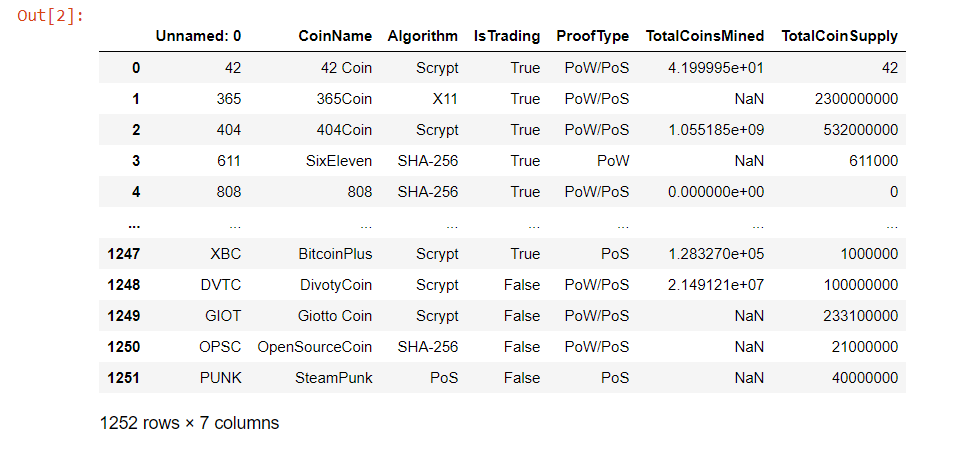 Out[2]:
Unnamed: 0 CoinName Algorithm IsTrading ProofType TotalCoinsMined TotalCoinSupply
0 42 42 Coin Scrypt True PoW/PoS 4.199995e+01 42
1 365 365Coin X11 True PoW/PoS NaN 2300000000
2 404 404Coin Scrypt True PoW/PoS 1.055185e+09 532000000
3 611 SixEleven SHA-256 True PoW NaN 611000
4 808 808 SHA-256 True PoW/PoS 0.000000e+00 0
... ... ... ... ... ... ... ...
1247 XBC BitcoinPlus Scrypt True PoS 1.283270e+05 1000000
1248 DVTC DivotyCoin Scrypt False PoW/PoS 2.149121e+07 100000000
1249 GIOT Giotto Coin Scrypt False PoW/PoS NaN 233100000
1250 OPSC OpenSourceCoin SHA-256 False PoW/PoS NaN 21000000
1251 PUNK SteamPunk PoS False PoS NaN 40000000
1252 rows × 7 columns